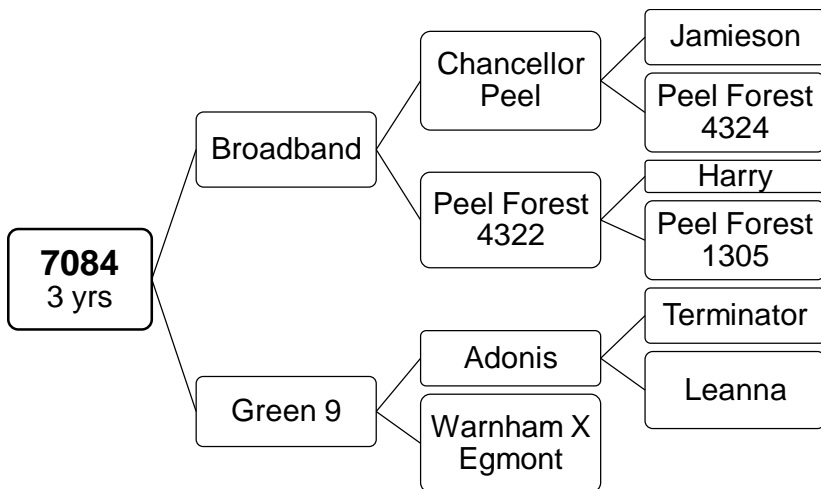 7084
3 yrs
Broadband
Green 9
Chancellor
Peel
Peel Forest
4322
Adonis
Warnham X
Egmont
Jamieson
Peel Forest
4324
Harry
Peel Forest
1305
Terminator
Leanna